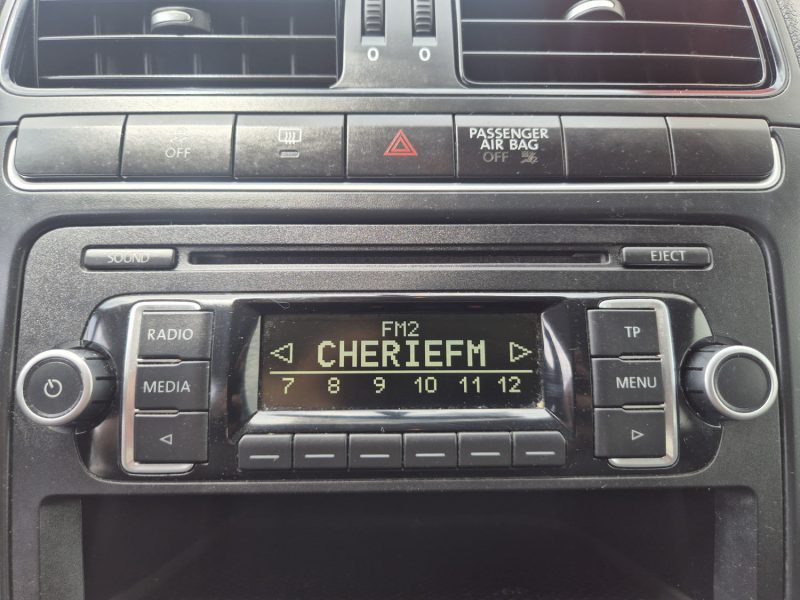 0 0
OFF
PASSENGER
AIR BAG
OFF
SOUND
EJECT
RADIO
MEDIA
FM2
CHERIEFM
7 8 9 10 11 12
TP
MENU